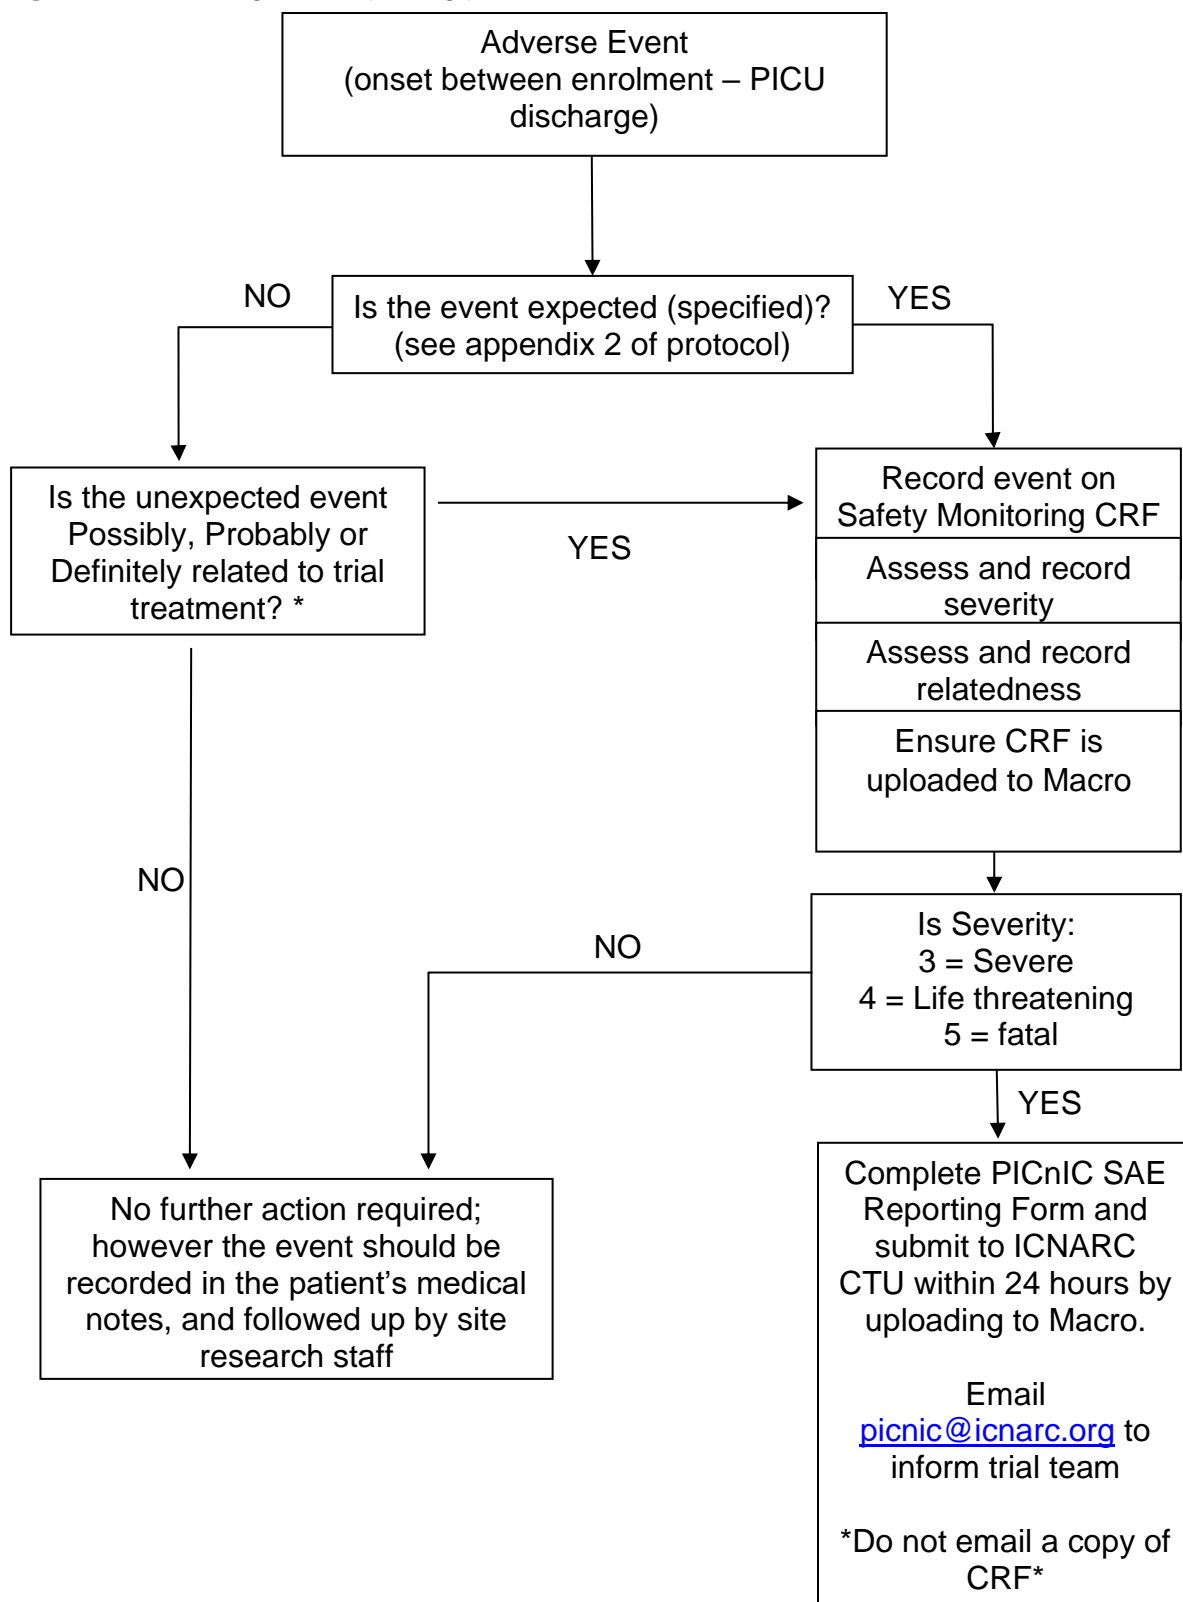 Adverse Event
(onset between enrolment – PICU
discharge)
NO
YES
Is the event expected (specified)?
(see appendix 2 of protocol)
Is the unexpected event
Possibly, Probably or
Definitely related to trial
treatment? *
YES
Record event on
Safety Monitoring CRF
Assess and record
severity
Assess and record
relatedness
Ensure CRF is
uploaded to Macro
NO
NO
Is Severity:
3 = Severe
4 = Life threatening
5 = fatal
YES
No further action required;
however the event should be
recorded in the patient’s medical
notes, and followed up by site
research staff
Complete PICnIC SAE
Reporting Form and
submit to ICNARC
CTU within 24 hours by
uploading to Macro.
Email
picnic@icnarc.org to
inform trial team
*Do not email a copy of
CRF*